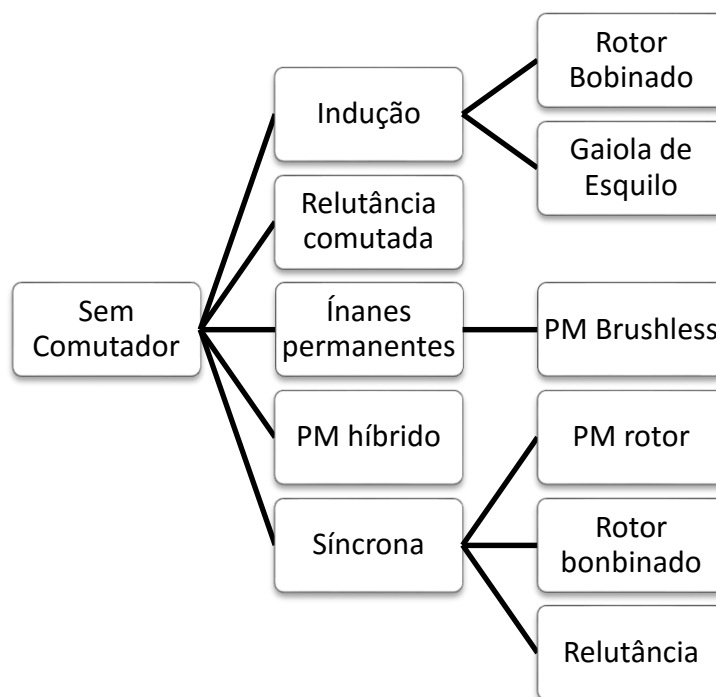 Sem
Comutador
Indução
Rotor
Bobinado
Gaiola de
Esquilo
Relutância
comutada
Ínanes
permanentes
PM Brushless
PM híbrido
Síncrona
PM rotor
Rotor
bonbinado
Relutância